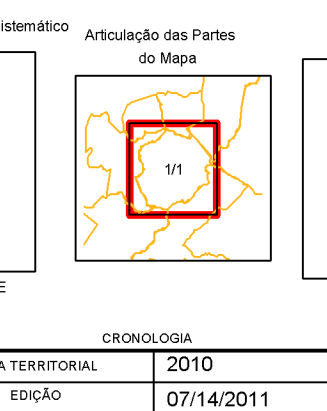 istemático
Articulação das Partes
do Mapa
1/1
E
CRONOLOGIA
A TERRITORIAL 2010
EDIÇÃO 07/14/2011